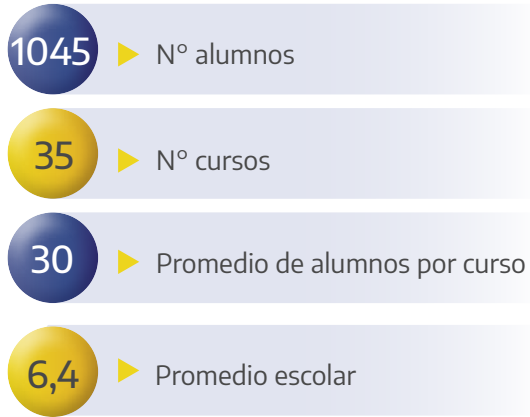 1045 N° alumnos
35 N° cursos
30 Promedio de alumnos por curso
6,4 Promedio escolar